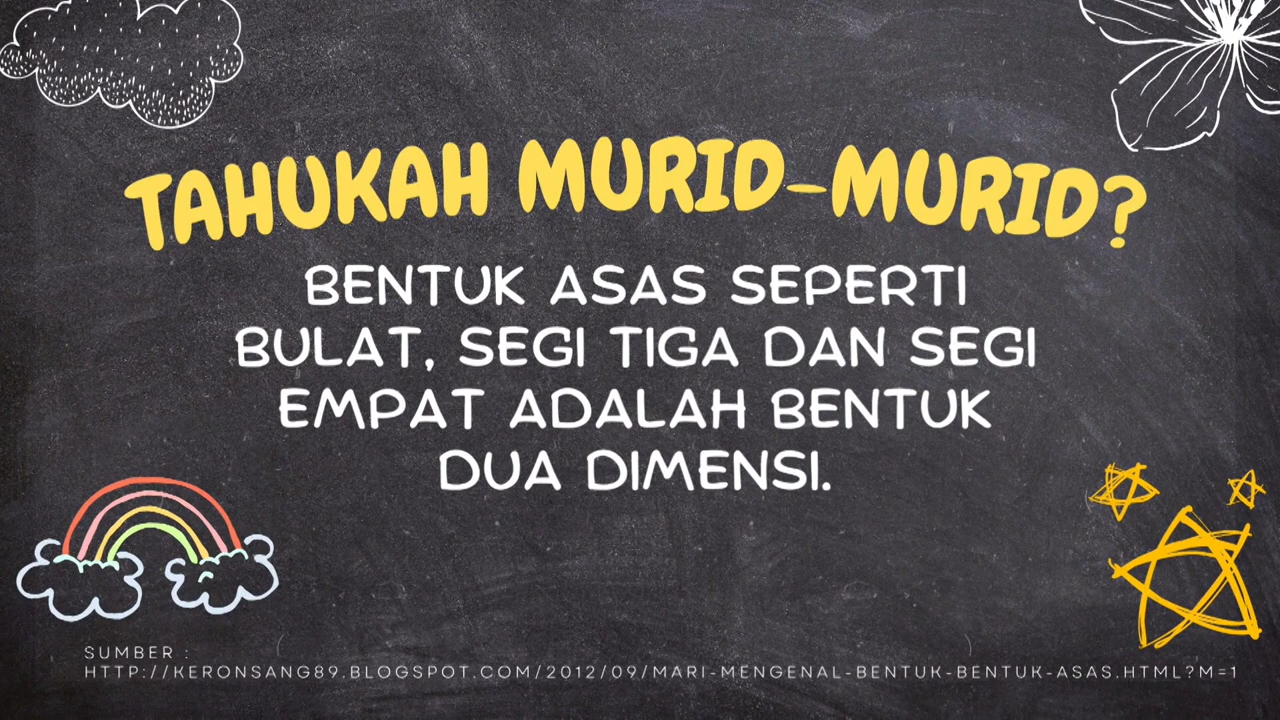 TAHUKAH MURID-MURID?
BENTUK ASAS SEPERTI
BULAT, SEGI TIGA DAN SEGI
EMPAT ADALAH BENTUK
DUA DIMENSI.
SUMBER :
HTTP://KERONSANG89.BLOGSPOT.COM/2012/09/MARI-MENGENAL-BENTUK-BENTUK-ASAS.HTML?M=1